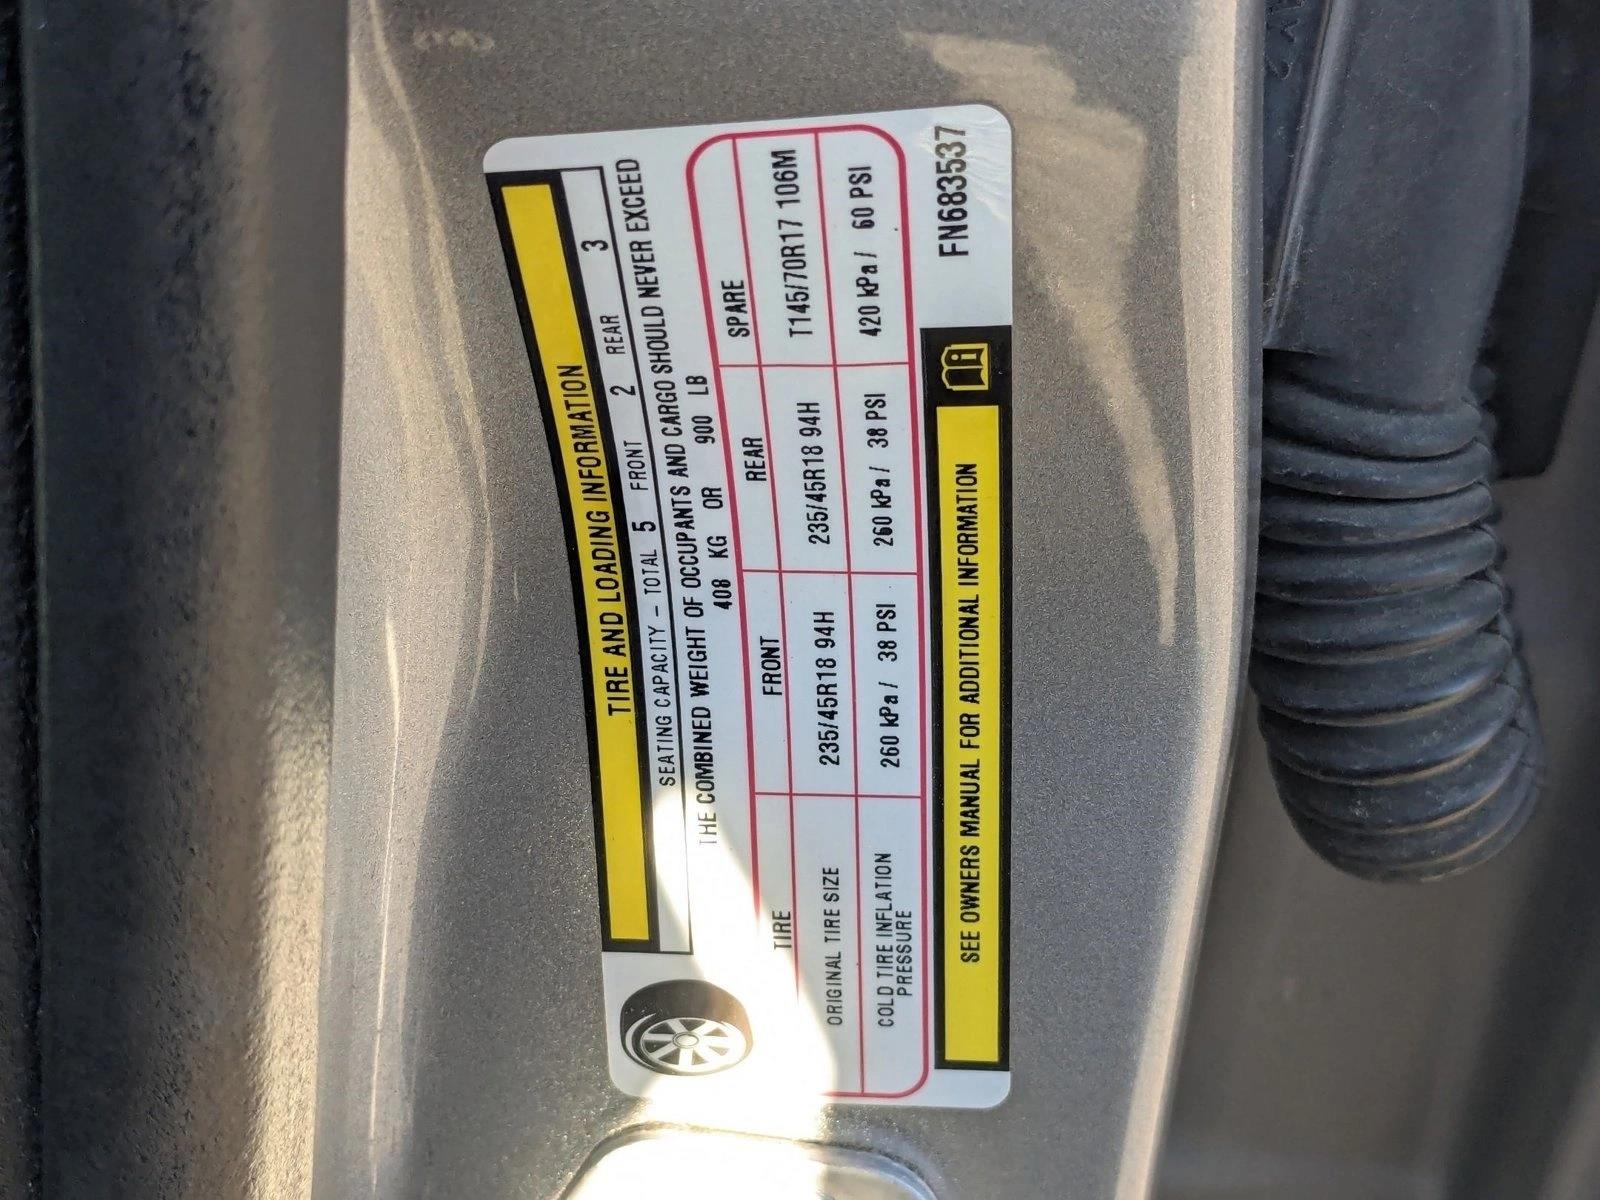 TIRE AND LOADING INFORMATION
SEATING CAPACITY - TOTAL 5 FRONT 2 REAR 3
THE COMBINED WEIGHT OF OCCUPANTS AND CARGO SHOULD NEVER EXCEED
408 KG OR 900 LB
TIRE FRONT REAR SPARE
ORIGINAL TIRE SIZE 235/45R18 94H 235/45R18 94H T145/70R17 106M
COLD TIRE INFLATION
PRESSURE 260 kPa / 38 PSI 260 kPa / 38 PSI 420 kPa / 60 PSI
SEE OWNERS MANUAL FOR ADDITIONAL INFORMATION
FN683537